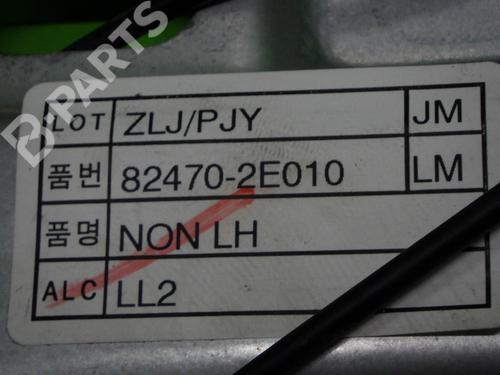 B-PARTS
LOT ZLJ/PJY JM
품번 82470-2E010 LM
품명 NON LH
ALC LL2